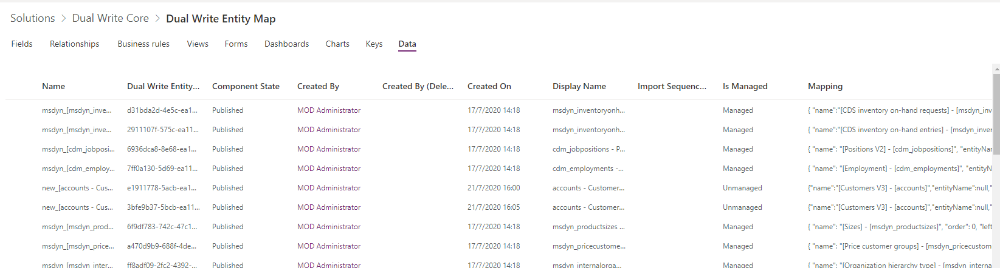 Solutions > Dual Write Core > Dual Write Entity Map
Fields Relationships Business rules Views Forms Dashboards Charts Keys Data
Name Dual Write Entity... Component State Created By Created By (Dele... Created On Display Name Import Sequenc... Is Managed Mapping
msdyn_[msdyn_inve... d31bda2d-4e5c-ea1... Published MOD Administrator 17/7/2020 14:18 msdyn_inventoryonh... Managed { "name":"[CDS inventory on-hand requests] - [msdyn_inv
msdyn_[msdyn_inve... 2911107f-575c-ea11... Published MOD Administrator 17/7/2020 14:18 msdyn_inventoryonh... Managed { "name":"[CDS inventory on-hand entries] - [msdyn_inver
msdyn_[cdm_jobposi... 6936dca8-8e68-ea1... Published MOD Administrator 17/7/2020 14:18 cdm_jobpositions - P... Managed { "name": "[Positions V2] - [cdm_jobpositions]", "entityNar
msdyn_[cdm_employ... 7ff0a130-5d69-ea11... Published MOD Administrator 17/7/2020 14:18 cdm_employments -... Managed { "name": "[Employment] - [cdm_employments]", "entityN
new_[accounts - Cus... e1911778-5acb-ea1... Published MOD Administrator 21/7/2020 16:00 accounts - Customer... Unmanaged {"name":"[Customers V3] - [accounts]","entityName":null,"
new_[accounts - Cus... 3bfe9b37-5bcb-ea11... Published MOD Administrator 21/7/2020 16:05 accounts - Customer... Unmanaged {"name":"[Customers V3] - [accounts]","entityName":null,"
msdyn_[msdyn_prod... 6f9df783-742c-47c1... Published MOD Administrator 17/7/2020 14:18 msdyn_productsizes ... Managed { "name": "[Sizes] - [msdyn_productsizes]", "order": 0, "left
msdyn_[msdyn_price... a470d9b9-688f-4de... Published MOD Administrator 17/7/2020 14:18 msdyn_pricecustome... Managed { "name": "[Price customer groups] - [msdyn_pricecustom
msdyn_[msdyn_inter... ff8adf09-2fc2-4392-... Published MOD Administrator 17/7/2020 14:18 msdyn_internalorga... Managed { "name": "[Organization hierarchy type] - [msdyn_interna